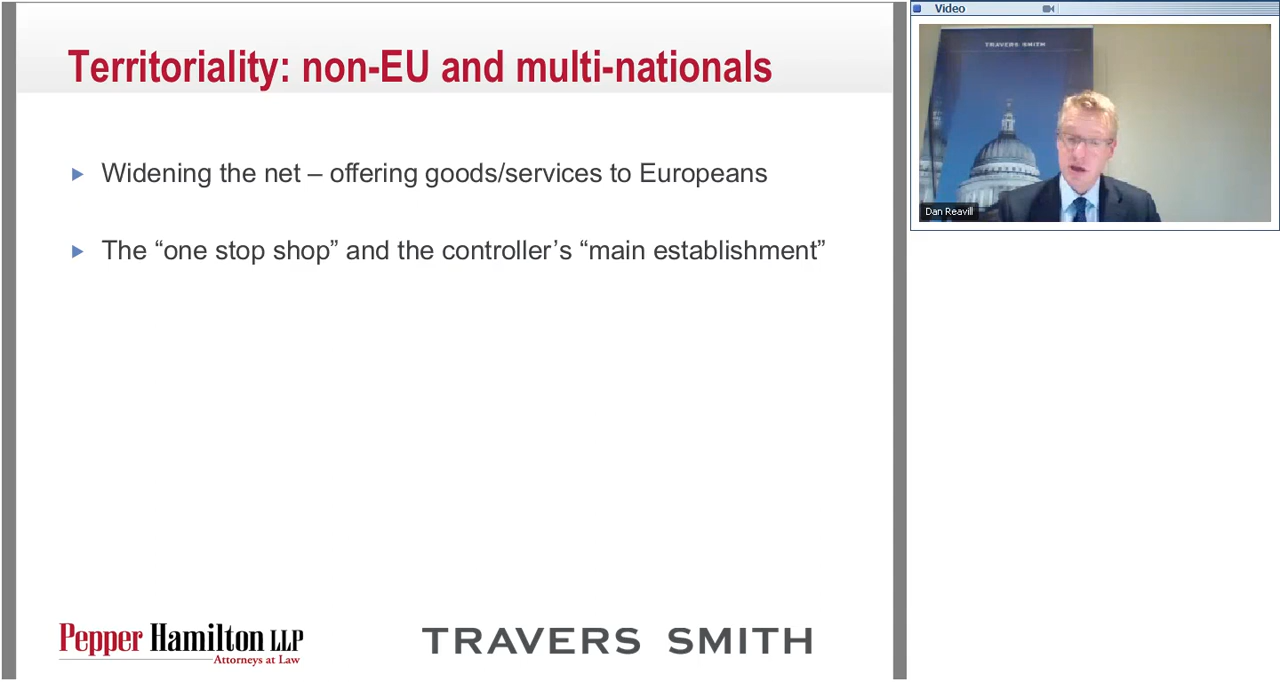 Territoriality: non-EU and multi-nationals
Widening the net – offering goods/services to Europeans
The “one stop shop” and the controller’s “main establishment”
Pepper Hamilton LLP
Attorneys at Law
TRAVERS SMITH
Video
TRAVERS SMITH
Dan Reavill